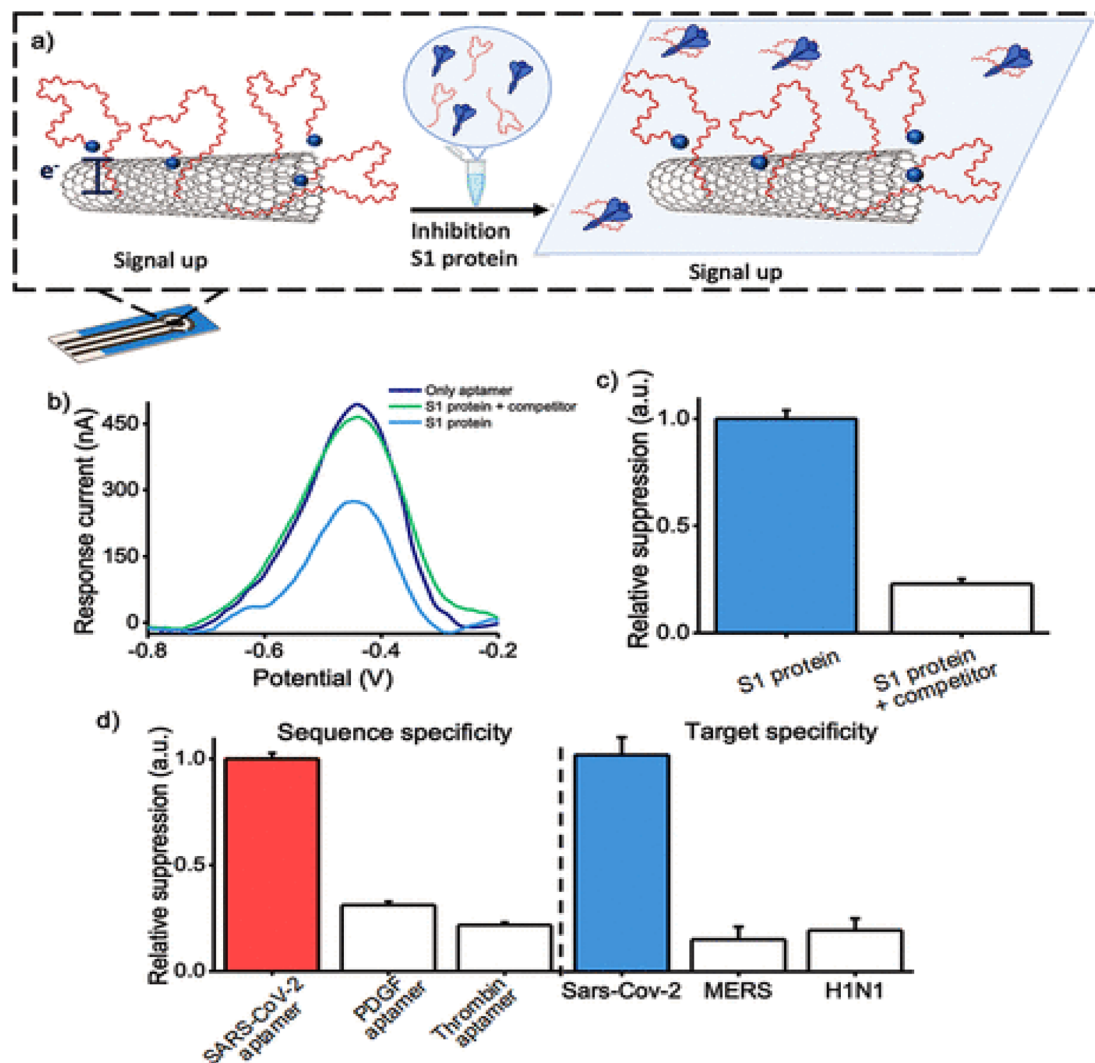 a)
e-
Signal up
Inhibition
S1 protein
Signal up
b)
Only aptamer
S1 protein + competitor
S1 protein
Response current (nA)
450
300
150
0
-0.8
-0.6
-0.4
-0.2
Potential (V)
c)
Relative suppression (a.u.)
1.0
0.5
0.0
S1 protein
S1 protein
+ competitor
d)
Sequence specificity
Target specificity
Relative suppression (a.u.)
1.0
0.5
0.0
SARS-CoV-2
aptamer
PDGF
aptamer
Thrombin
aptamer
Sars-Cov-2
MERS
H1N1